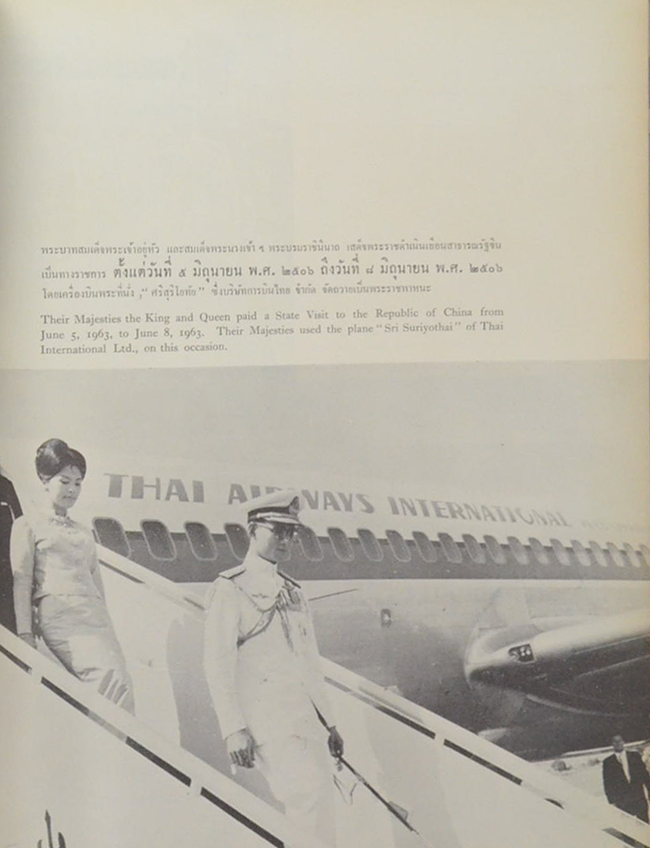 พระบาทสมเด็จพระเจ้าอยู่หัว และสมเด็จพระนางเจ้า ฯ พระบรมราชินีนาถ เสด็จพระราชดำเนินเยือนสาธารณรัฐจีน
เป็นทางราชการ ตั้งแต่วันที่ ๕ มิถุนายน พ.ศ. ๒๕๐๖ ถึงวันที่ ๘ มิถุนายน พ.ศ. ๒๕๐๖
โดยเครื่องบินพระที่นั่ง "ศรีสุริโยทัย" ซึ่งบริษัทการบินไทย จำกัด จัดถวายเป็นพระราชพาหนะ
Their Majesties the King and Queen paid a State Visit to the Republic of China from
June 5, 1963, to June 8, 1963. Their Majesties used the plane "Sri Suriyothai" of Thai
International Ltd., on this occasion.
THAI AIRWAYS INTERNATIONAL